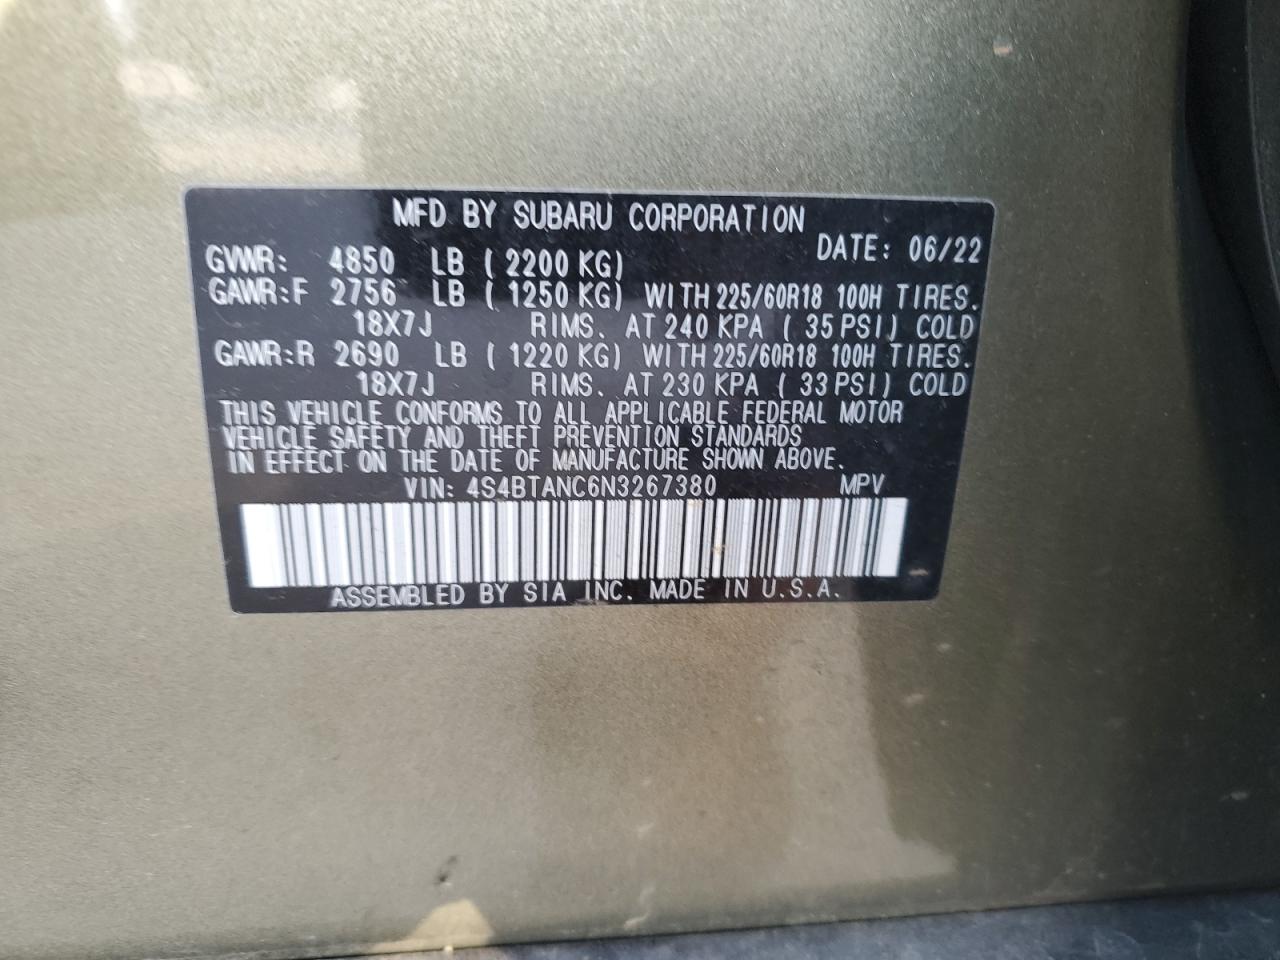 MFD BY SUBARU CORPORATION
DATE: 06/22
GVWR: 4850 LB ( 2200 KG)
GAWR:F 2756 LB ( 1250 KG) WITH 225/60R18 100H TIRES.
18X7J RIMS. AT 240 KPA ( 35 PSI) COLD
GAWR:R 2690 LB ( 1220 KG) WITH 225/60R18 100H TIRES.
18X7J RIMS. AT 230 KPA ( 33 PSI) COLD
THIS VEHICLE CONFORMS TO ALL APPLICABLE FEDERAL MOTOR
VEHICLE SAFETY AND THEFT PREVENTION STANDARDS
IN EFFECT ON THE DATE OF MANUFACTURE SHOWN ABOVE.
VIN: 4S4BTANC6N3267380 MPV
ASSEMBLED BY SIA INC. MADE IN U.S.A.